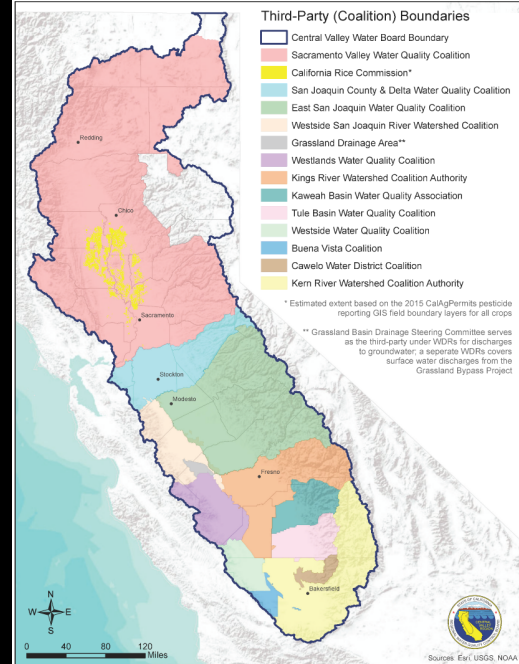 Third-Party (Coalition) Boundaries
Central Valley Water Board Boundary
Sacramento Valley Water Quality Coalition
California Rice Commission*
San Joaquin County & Delta Water Quality Coalition
East San Joaquin Water Quality Coalition
Westside San Joaquin River Watershed Coalition
Grassland Drainage Area**
Westlands Water Quality Coalition
Kings River Watershed Coalition Authority
Kaweah Basin Water Quality Association
Tule Basin Water Quality Coalition
Westside Water Quality Coalition
Buena Vista Coalition
Cawelo Water District Coalition
Kern River Watershed Coalition Authority
* Estimated extent based on the 2015 CalAgPermits pesticide
reporting GIS field boundary layers for all crops
** Grassland Basin Drainage Steering Committee serves
as the third-party under WDRs for discharges
to groundwater; a seperate WDRs covers
surface water discharges from the
Grassland Bypass Project
Redding
Chico
Sacramento
Stockton
Modesto
Fresno
Bakersfield
N
W
E
S
0 40 80 120
Miles
Sources: Esri, USGS, NOAA